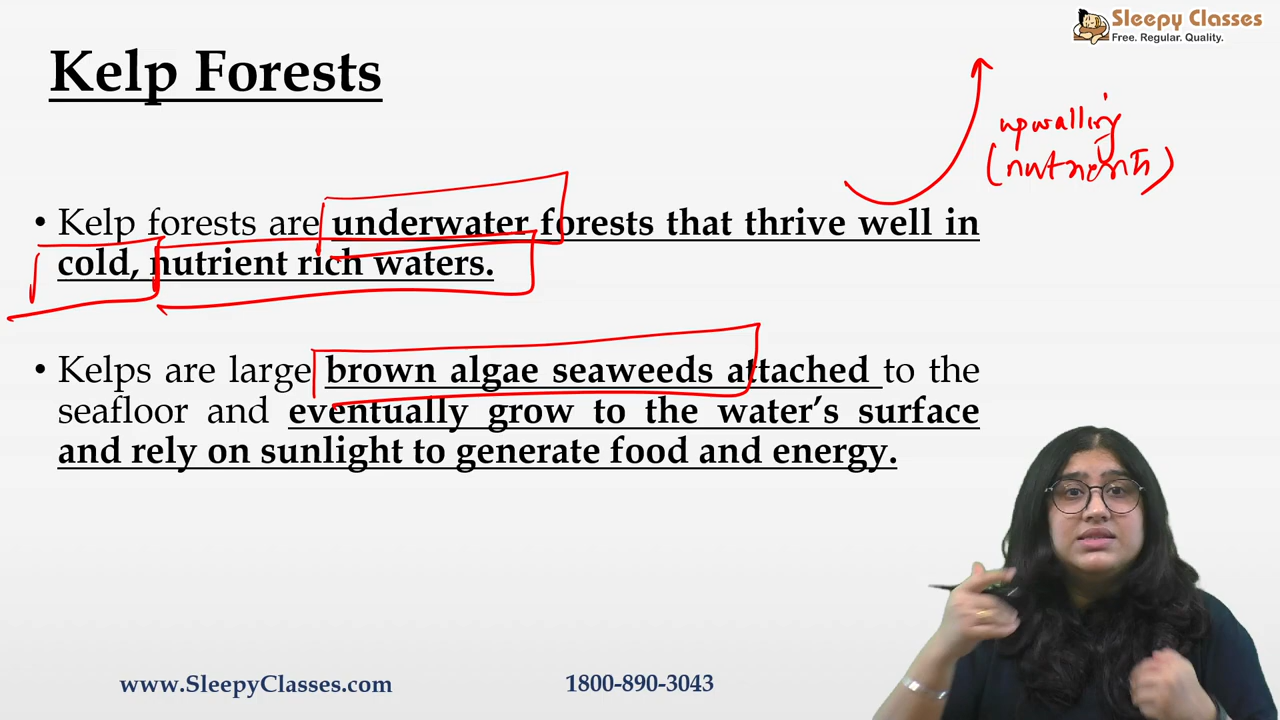 Sleepy Classes
Free. Regular. Quality.
Kelp Forests
upwalling
(nutrients)
• Kelp forests are underwater forests that thrive well in
cold, nutrient rich waters.
• Kelps are large brown algae seaweeds attached to the
seafloor and eventually grow to the water’s surface
and rely on sunlight to generate food and energy.
www.SleepyClasses.com
1800-890-3043